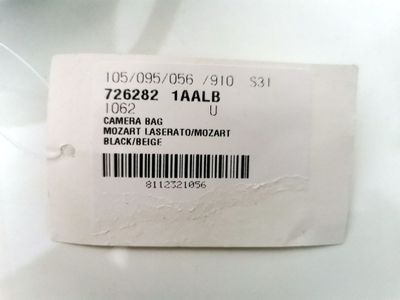 105/095/056 /910 S31
726282 1AALB
1062 U
CAMERA BAG
MOZART LASERATO/MOZART
BLACK/BEIGE
8112321056